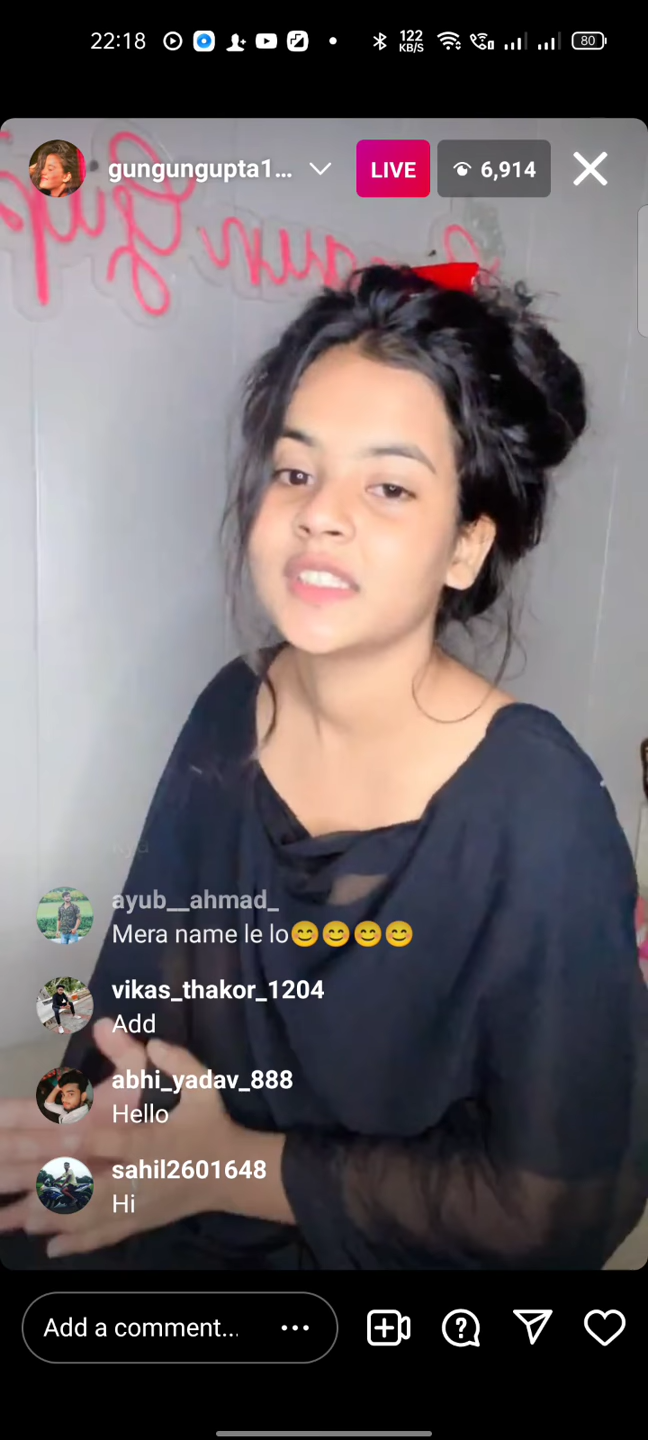 22:18
122
KB/S
80
gungungupta1...
LIVE
6,914
ayub__ahmad_
Mera name le lo😊😊😊😊
vikas_thakor_1204
Add
abhi_yadav_888
Hello
sahil2601648
Hi
Add a comment...